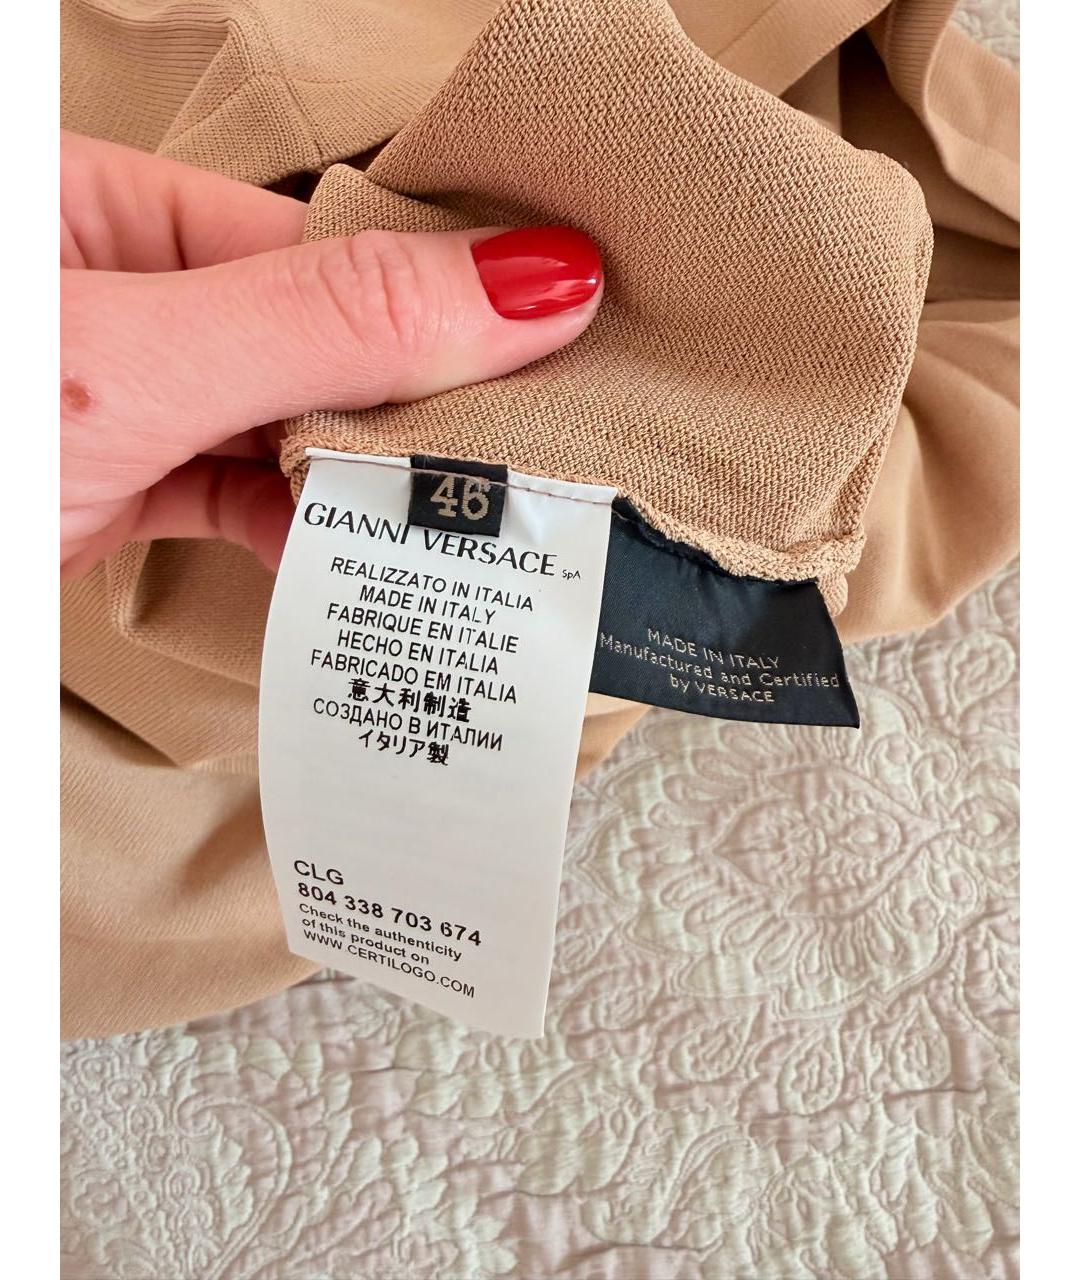 46
GIANNI VERSACE SpA
REALIZZATO IN ITALIA
MADE IN ITALY
FABRIQUE EN ITALIE
HECHO EN ITALIA
FABRICADO EM ITALIA
意大利制造
СОЗДАНО В ИТАЛИИ
イタリア製
CLG
804 338 703 674
Check the authenticity
of this product on
WWW.CERTILOGO.COM
MADE IN ITALY
Manufactured and Certified
by VERSACE